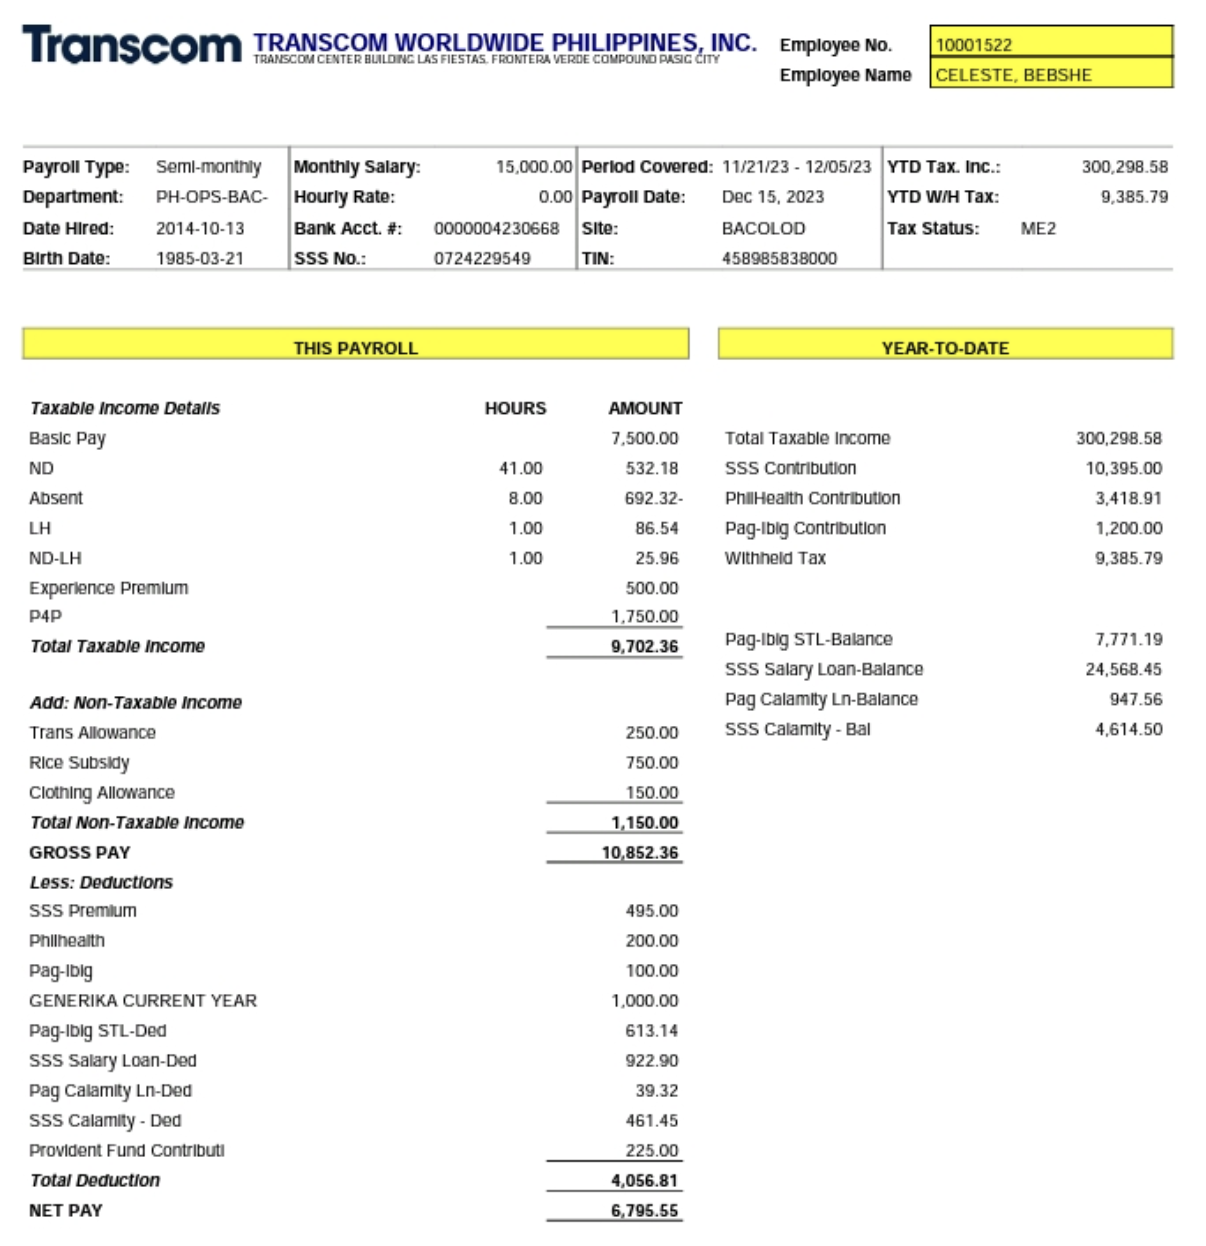 Transcom TRANSCOM WORLDWIDE PHILIPPINES, INC. Employee No. 10001522
TRANSCOM CENTER BUILDING LAS FIESTAS, FRONTERA VERDE COMPOUND PASIG CITY
Employee Name CELESTE, BEBSHE
Payroll Type: Semi-monthly Monthly Salary: 15,000.00 Period Covered: 11/21/23 - 12/05/23 YTD Tax. Inc.: 300,298.58
Department: PH-OPS-BAC- Hourly Rate: 0.00 Payroll Date: Dec 15, 2023 YTD W/H Tax: 9,385.79
Date Hired: 2014-10-13 Bank Acct. #: 0000004230668 Site: BACOLOD Tax Status: ME2
Birth Date: 1985-03-21 SSS No.: 0724229549 TIN: 458985838000
THIS PAYROLL
Taxable Income Details HOURS AMOUNT
Basic Pay 7,500.00
ND 41.00 532.18
Absent 8.00 692.32-
LH 1.00 86.54
ND-LH 1.00 25.96
Experience Premium 500.00
P4P 1,750.00
Total Taxable Income 9,702.36
Add: Non-Taxable Income
Trans Allowance 250.00
Rice Subsidy 750.00
Clothing Allowance 150.00
Total Non-Taxable Income 1,150.00
GROSS PAY 10,852.36
Less: Deductions
SSS Premium 495.00
Philhealth 200.00
Pag-Ibig 100.00
GENERIKA CURRENT YEAR 1,000.00
Pag-Ibig STL-Ded 613.14
SSS Salary Loan-Ded 922.90
Pag Calamity Ln-Ded 39.32
SSS Calamity - Ded 461.45
Provident Fund Contributi 225.00
Total Deduction 4,056.81
NET PAY 6,795.55
YEAR-TO-DATE
Total Taxable Income 300,298.58
SSS Contribution 10,395.00
PhilHealth Contribution 3,418.91
Pag-Ibig Contribution 1,200.00
Withheld Tax 9,385.79
Pag-Ibig STL-Balance 7,771.19
SSS Salary Loan-Balance 24,568.45
Pag Calamity Ln-Balance 947.56
SSS Calamity - Bal 4,614.50